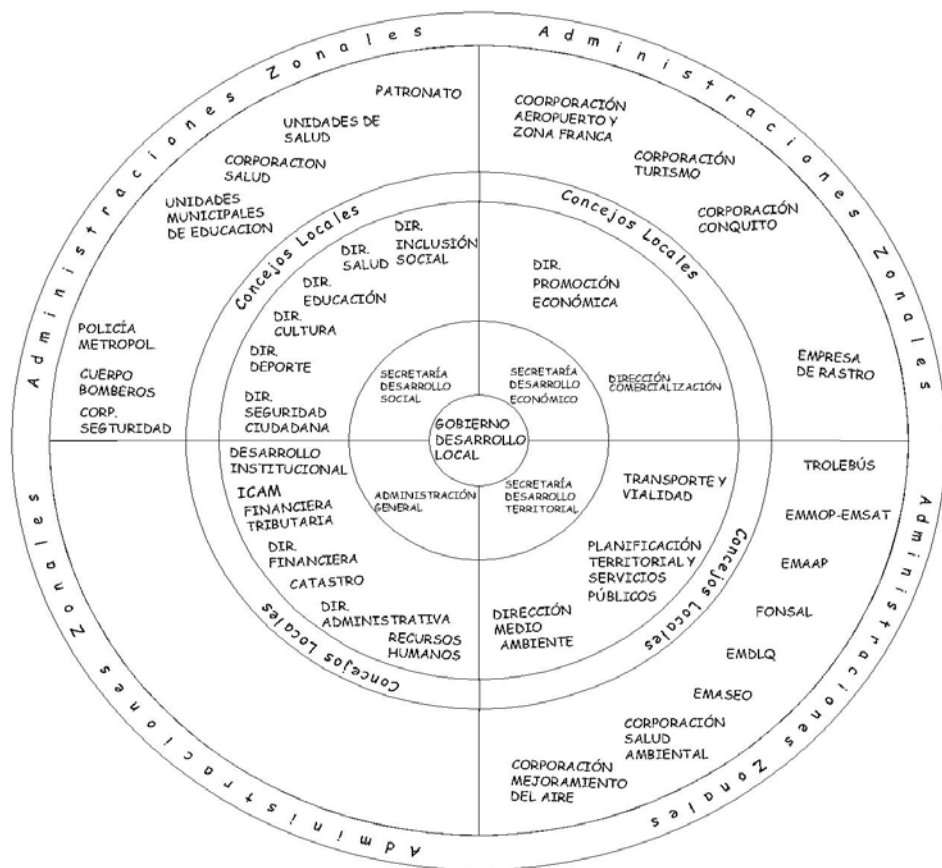 Administraciones Zonales
Administraciones Zonales
PATRONATO
UNIDADES DE
SALUD
CORPORACION
SALUD
UNIDADES
MUNICIPALES
DE EDUCACION
POLICÍA
METROPOL.
CUERPO
BOMBEROS
CORP.
SEGTURIDAD
COORPORACIÓN
AEROPUERTO Y
ZONA FRANCA
CORPORACIÓN
TURISMO
CORPORACIÓN
CONQUITO
EMPRESA
DE RASTRO
Concejos Locales
Concejos Locales
DIR.
INCLUSIÓN
SOCIAL
DIR.
SALUD
DIR.
EDUCACIÓN
DIR.
CULTURA
DIR.
DEPORTE
DIR.
SEGURIDAD
CIUDADANA
DIR.
PROMOCIÓN
ECONÓMICA
DIRECCIÓN
COMERCIALIZACIÓN
SECRETARÍA
DESARROLLO
SOCIAL
SECRETARÍA
DESARROLLO
ECONÓMICO
GOBIERNO
DESARROLLO
LOCAL
ADMINISTRACIÓN
GENERAL
SECRETARÍA
DESARROLLO
TERRITORIAL
DESARROLLO
INSTITUCIONAL
ICAM
FINANCIERA
TRIBUTARIA
DIR.
FINANCIERA
CATASTRO
DIR.
ADMINISTRATIVA
RECURSOS
HUMANOS
TRANSPORTE Y
VIALIDAD
PLANIFICACIÓN
TERRITORIAL Y
SERVICIOS
PÚBLICOS
DIRECCIÓN
MEDIO
AMBIENTE
Concejos Locales
Concejos Locales
TROLEBÚS
EMMOP-EMSAT
EMAAP
FONSAL
EMDLQ
EMASEO
CORPORACIÓN
SALUD
AMBIENTAL
CORPORACIÓN
MEJORAMIENTO
DEL AIRE
Administraciones Zonales
Administraciones Zonales